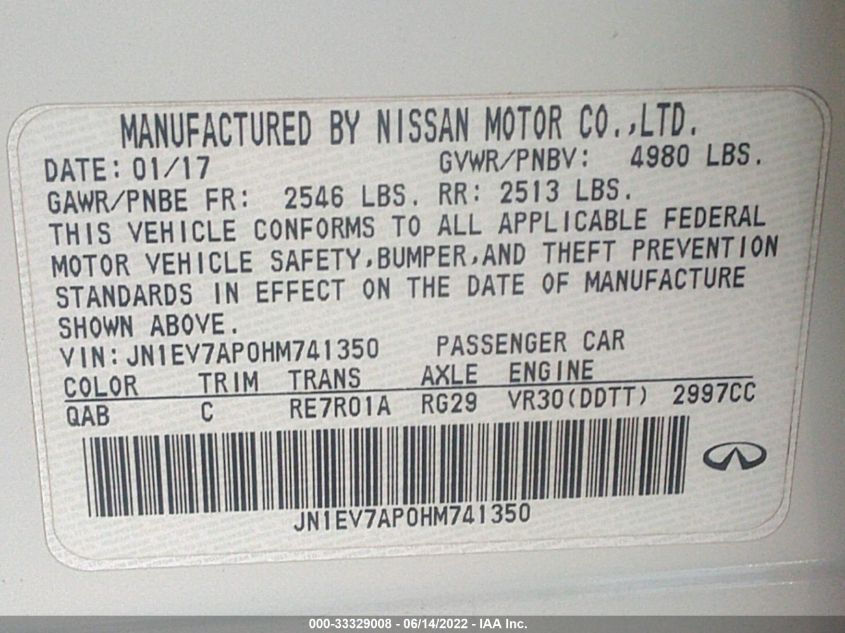 MANUFACTURED BY NISSAN MOTOR CO.,LTD.
DATE: 01/17 GVWR/PNBV: 4980 LBS.
GAWR/PNBE FR: 2546 LBS. RR: 2513 LBS.
THIS VEHICLE CONFORMS TO ALL APPLICABLE FEDERAL
MOTOR VEHICLE SAFETY,BUMPER,AND THEFT PREVENTION
STANDARDS IN EFFECT ON THE DATE OF MANUFACTURE
SHOWN ABOVE.
VIN: JN1EV7AP0HM741350 PASSENGER CAR
COLOR TRIM TRANS AXLE ENGINE
QAB C RE7R01A RG29 VR30(DDTT) 2997CC
JN1EV7AP0HM741350
000-33329008 - 06/14/2022 - IAA Inc.